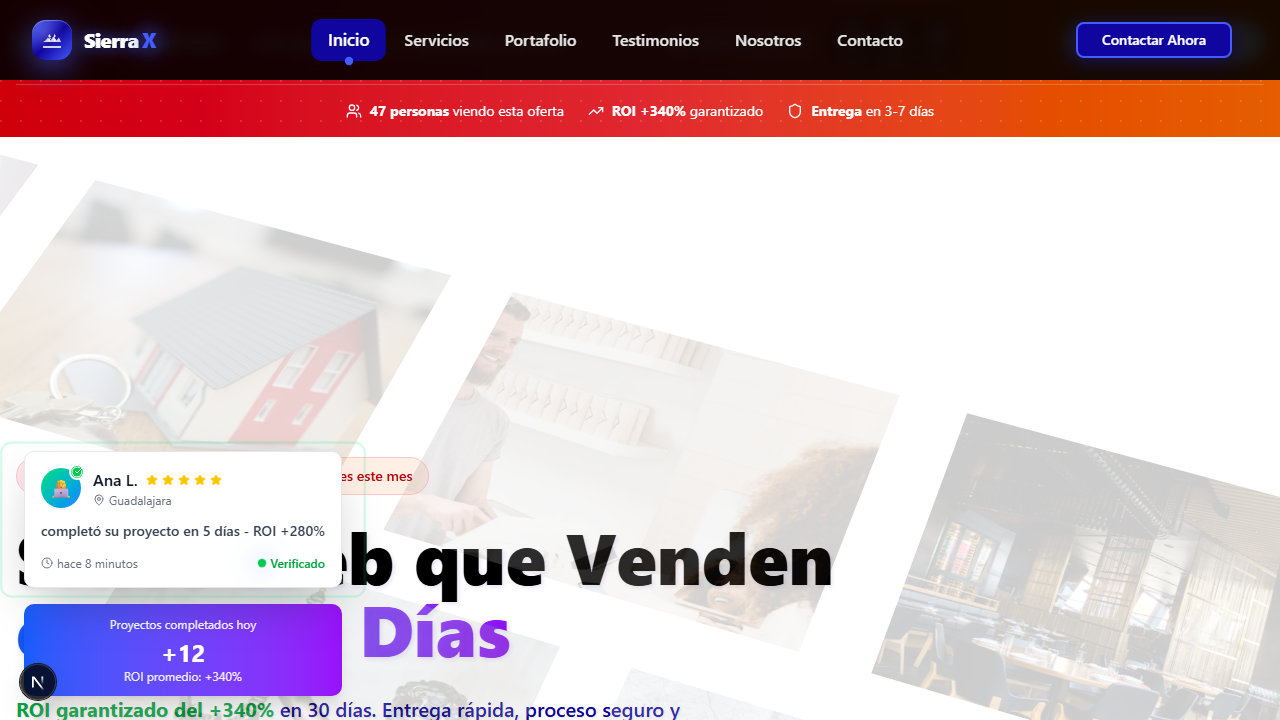 Sierra X
Inicio
Servicios
Portafolio
Testimonios
Nosotros
Contacto
Contactar Ahora
47 personas viendo esta oferta
ROI +340% garantizado
Entrega en 3-7 días
es este mes
Ana L.
Guadalajara
completó su proyecto en 5 días - ROI +280%
hace 8 minutos
Verificado
que Venden
Días
Proyectos completados hoy
+12
ROI promedio: +340%
N
ROI garantizado del +340% en 30 días. Entrega rápida, proceso seguro y